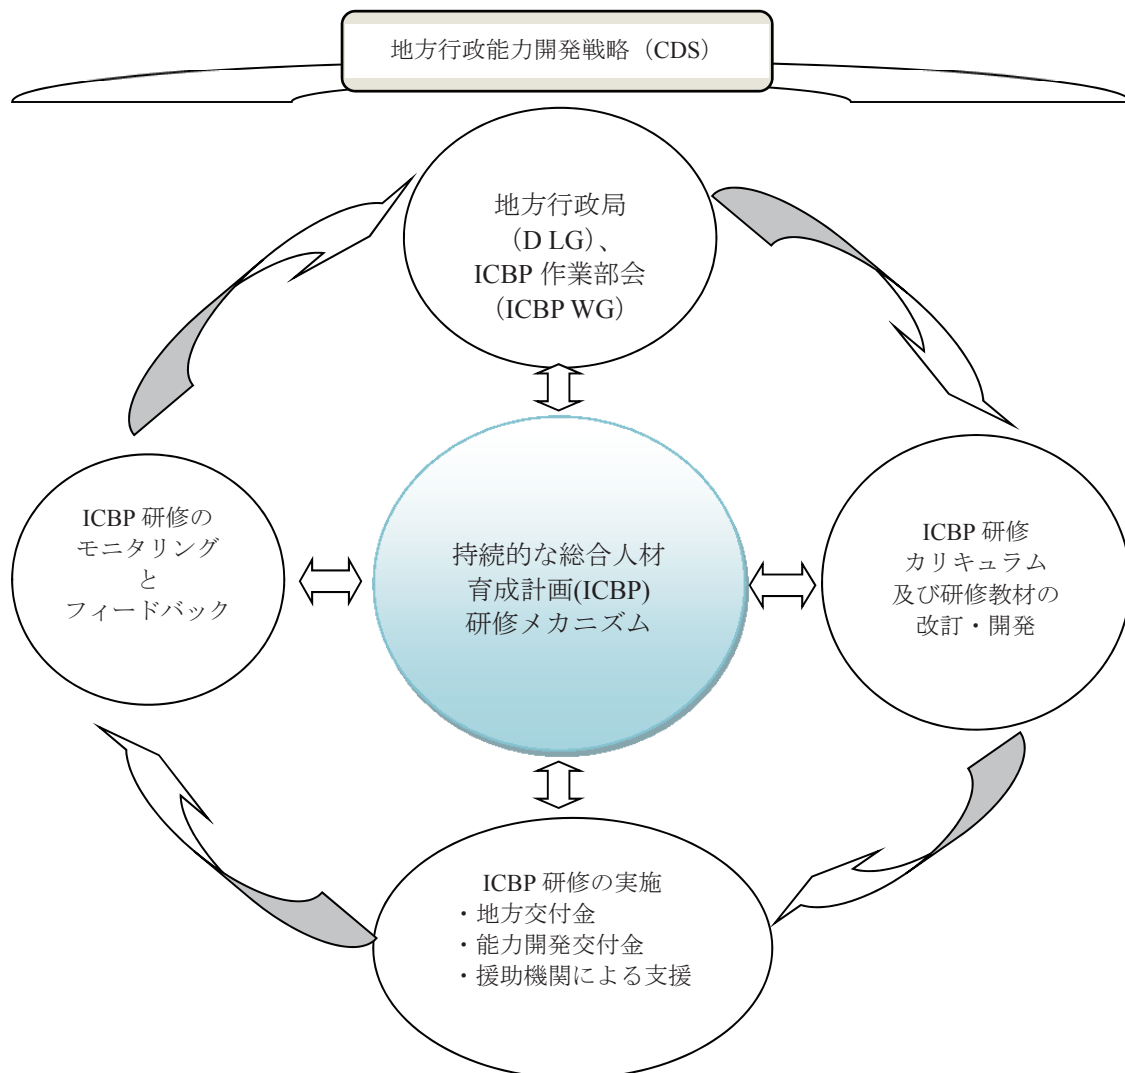 地方行政能力開発戦略（CDS）
地方行政局
（D LG）、
ICBP 作業部会
（ICBP WG）
ICBP 研修の
モニタリング
と
フィードバック
持続的な総合人材
育成計画(ICBP)
研修メカニズム
ICBP 研修
カリキュラム
及び研修教材の
改訂・開発
ICBP 研修の実施
・地方交付金
・能力開発交付金
・援助機関による支援